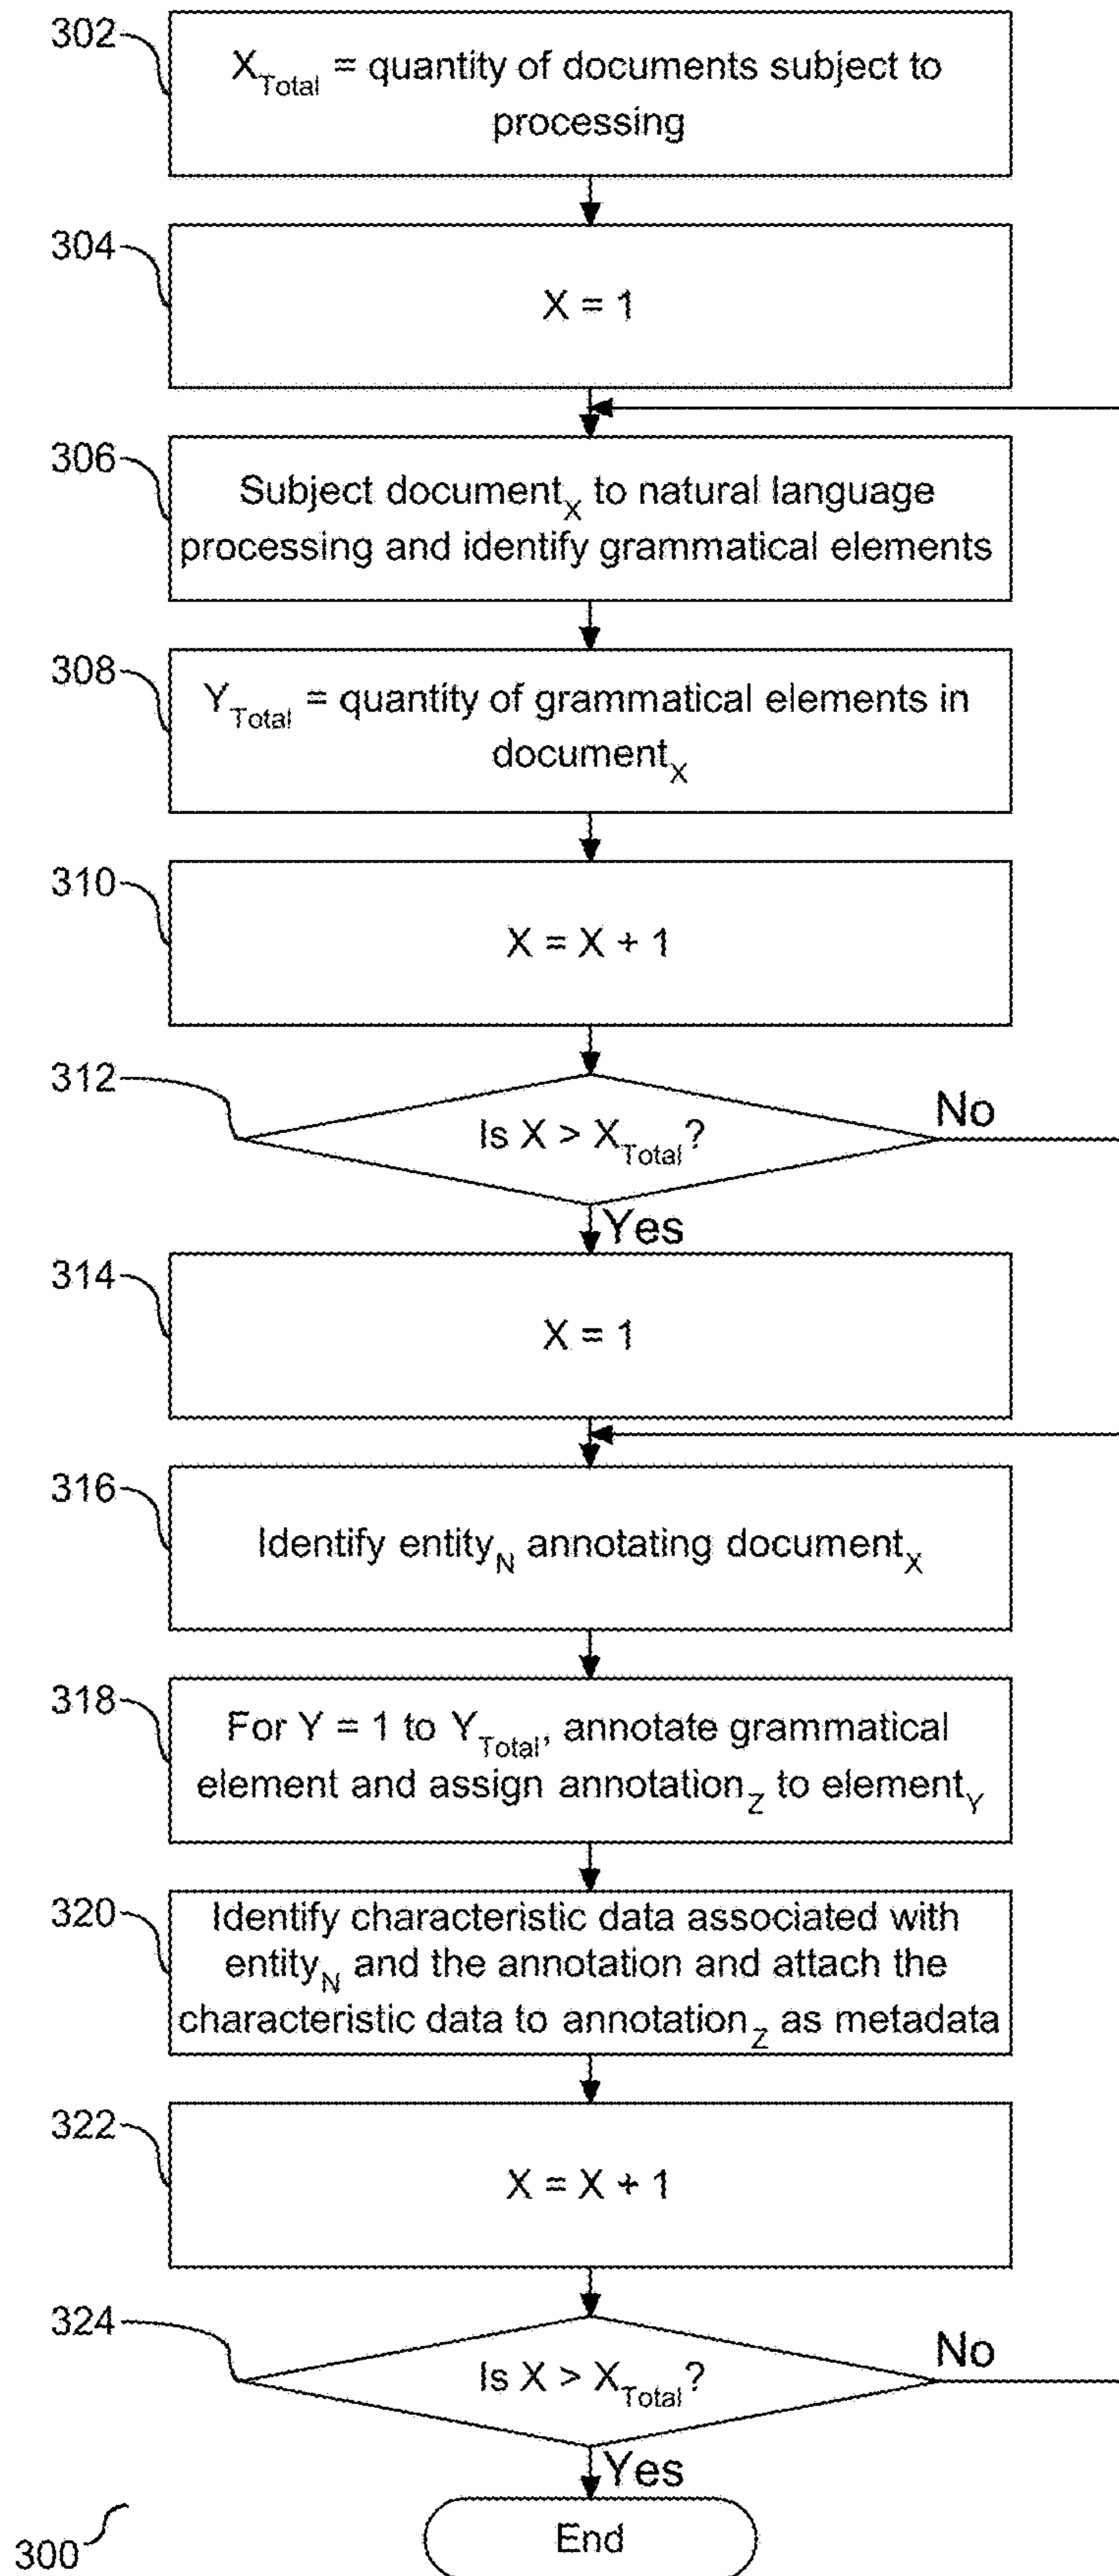 302
X_Total = quantity of documents subject to
processing
304
X = 1
306
Subject document_X to natural language
processing and identify grammatical elements
308
Y_Total = quantity of grammatical elements in
document_X
310
X = X + 1
312
Is X > X_Total?
No
Yes
314
X = 1
316
Identify entity_N annotating document_X
318
For Y = 1 to Y_Total, annotate grammatical
element and assign annotation_Z to element_Y
320
Identify characteristic data associated with
entity_N and the annotation and attach the
characteristic data to annotation_Z as metadata
322
X = X + 1
324
Is X > X_Total?
No
Yes
End
300